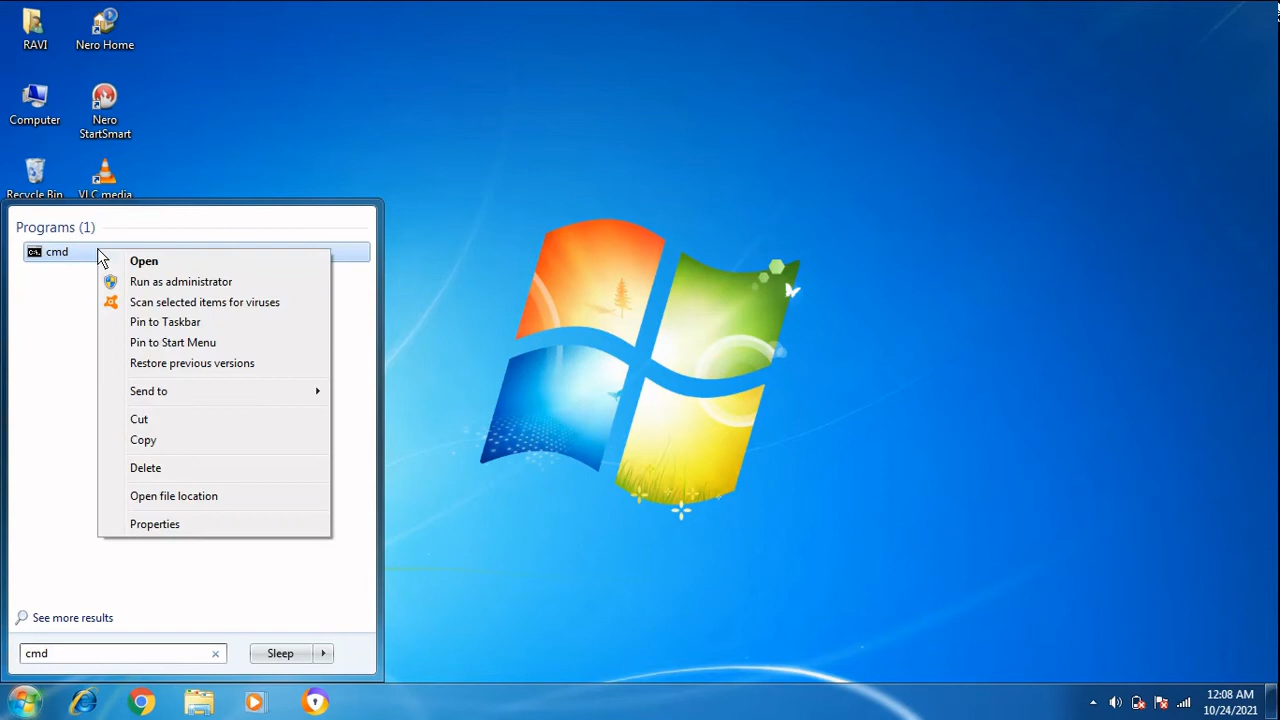 RAVI
Nero Home
Computer
Nero
StartSmart
Recycle Bin
VLC media
Programs (1)
cmd
Open
Run as administrator
Scan selected items for viruses
Pin to Taskbar
Pin to Start Menu
Restore previous versions
Send to
Cut
Copy
Delete
Open file location
Properties
See more results
cmd
Sleep
12:08 AM
10/24/2021